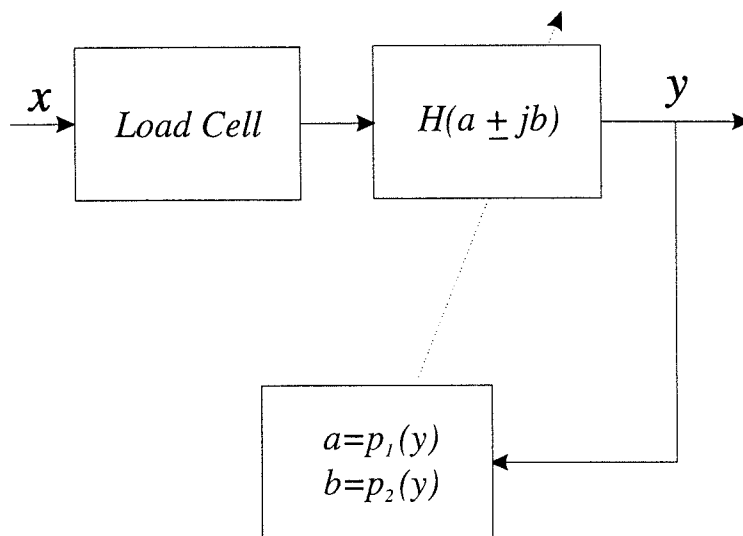 x
Load Cell
H(a ± jb)
y
a=p₁(y)
b=p₂(y)